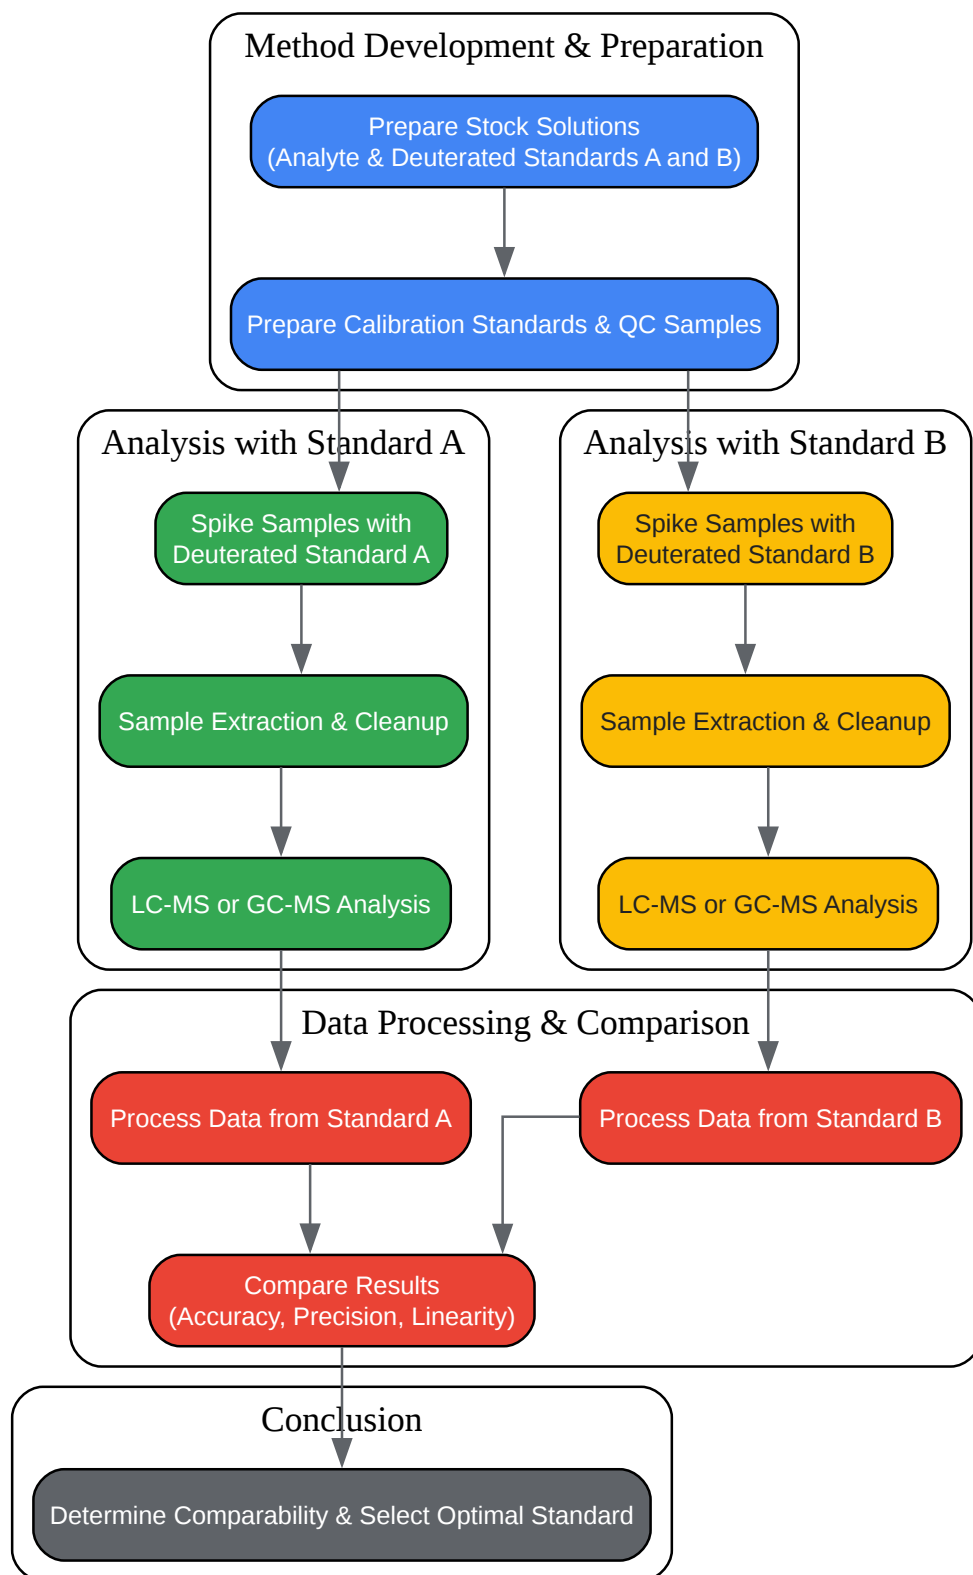 Method Development & Preparation
Prepare Stock Solutions
(Analyte & Deuterated Standards A and B)
Prepare Calibration Standards & QC Samples
Analysis with Standard A
Spike Samples with
Deuterated Standard A
Sample Extraction & Cleanup
LC-MS or GC-MS Analysis
Analysis with Standard B
Spike Samples with
Deuterated Standard B
Sample Extraction & Cleanup
LC-MS or GC-MS Analysis
Data Processing & Comparison
Process Data from Standard A
Process Data from Standard B
Compare Results
(Accuracy, Precision, Linearity)
Conclusion
Determine Comparability & Select Optimal Standard